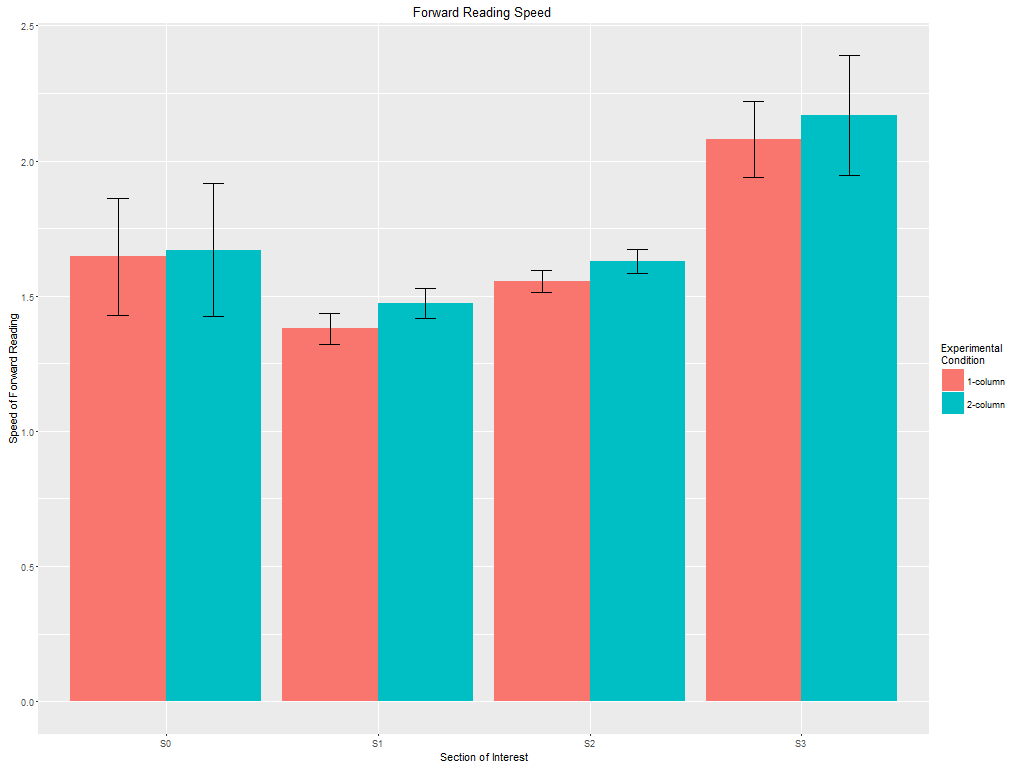 Forward Reading Speed
Speed of Forward Reading
2.5
2.0
1.5
1.0
0.5
0.0
S0
S1
S2
S3
Section of Interest
Experimental
Condition
1-column
2-column